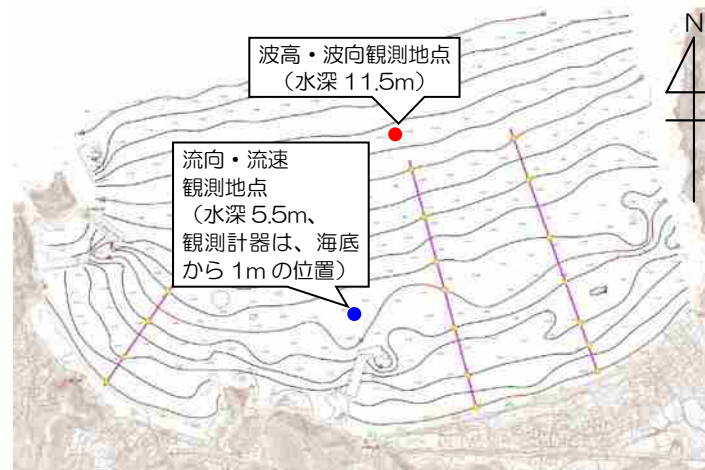 N
波高・波向観測地点
(水深 11.5m)
流向・流速
観測地点
(水深 5.5m、
観測計器は、海底
から 1m の位置)